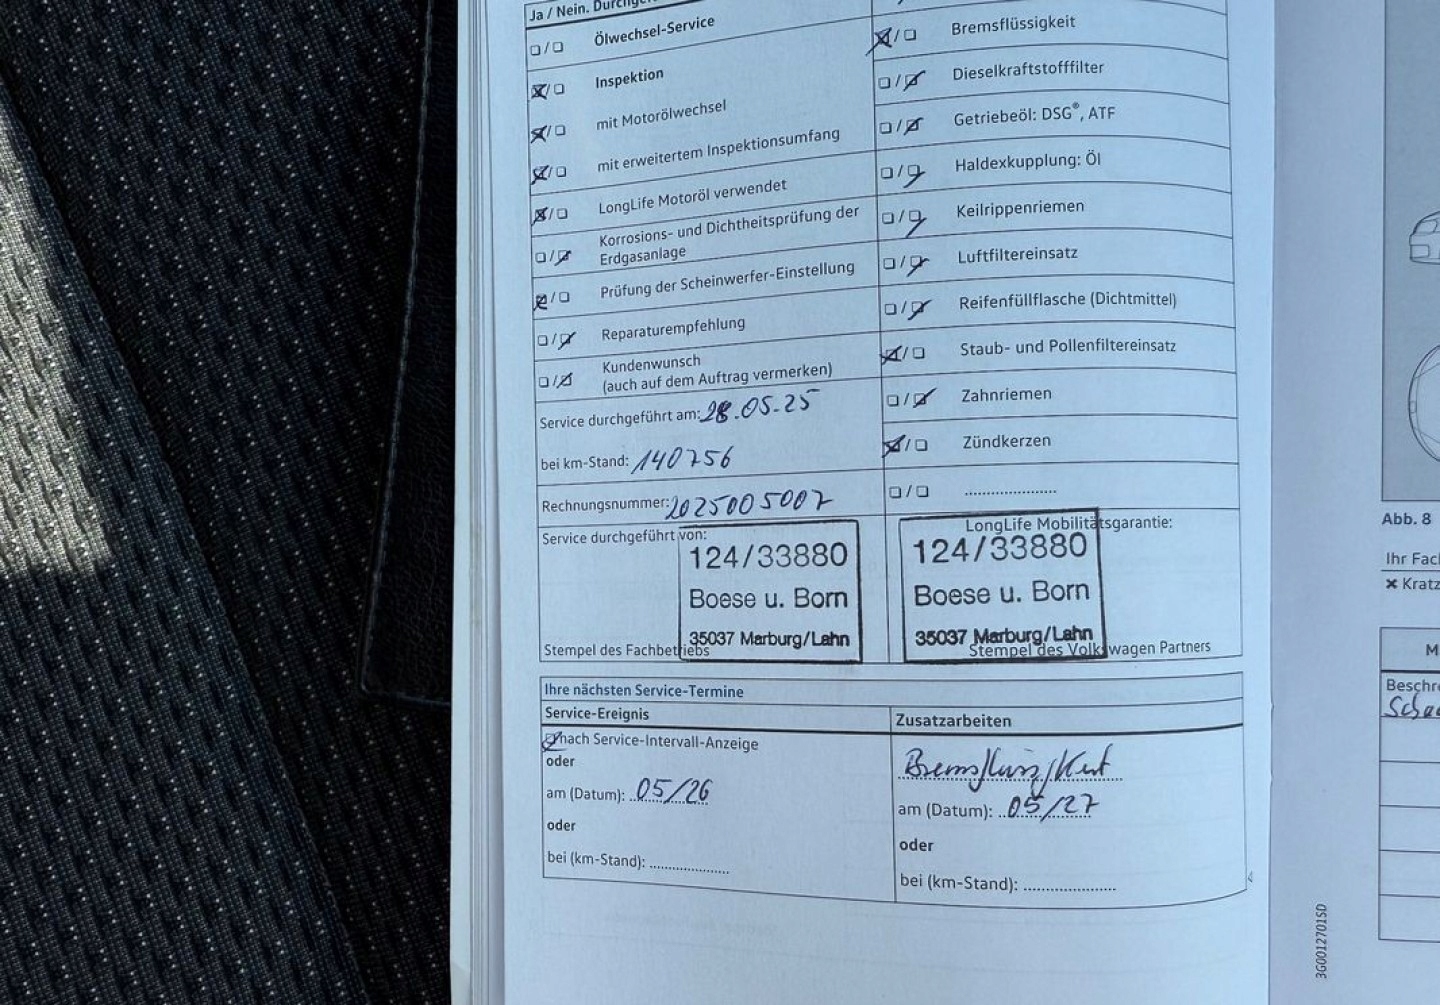 Ja / Nein. Durchge
Ölwechsel-Service
Inspektion
mit Motorölwechsel
mit erweitertem Inspektionsumfang
LongLife Motoröl verwendet
Korrosions- und Dichtheitsprüfung der
Erdgasanlage
Prüfung der Scheinwerfer-Einstellung
Reparaturempfehlung
Kundenwunsch
(auch auf dem Auftrag vermerken)
Service durchgeführt am: 28.05.25
bei km-Stand: 140756
Rechnungsnummer: 2025005007
Service durchgeführt von:
124/33880
Boese u. Born
35037 Marburg/Lahn
Stempel des Fachbetriebs
Bremsflüssigkeit
Dieselkraftstofffilter
Getriebeöl: DSG®, ATF
Haldexkupplung: Öl
Keilrippenriemen
Luftfiltereinsatz
Reifenfüllflasche (Dichtmittel)
Staub- und Pollenfiltereinsatz
Zahnriemen
Zündkerzen
.....................
LongLife Mobilitätsgarantie:
124/33880
Boese u. Born
35037 Marburg/Lahn
Stempel des Volkswagen Partners
Ihre nächsten Service-Termine
Service-Ereignis
nach Service-Intervall-Anzeige
oder
am (Datum): 05/26
oder
bei (km-Stand): ..................
Zusatzarbeiten
am (Datum): 05/27
oder
bei (km-Stand): .....................
3G0012701SD
Abb. 8
Ihr Fac
✖ Kratz
M
Beschre